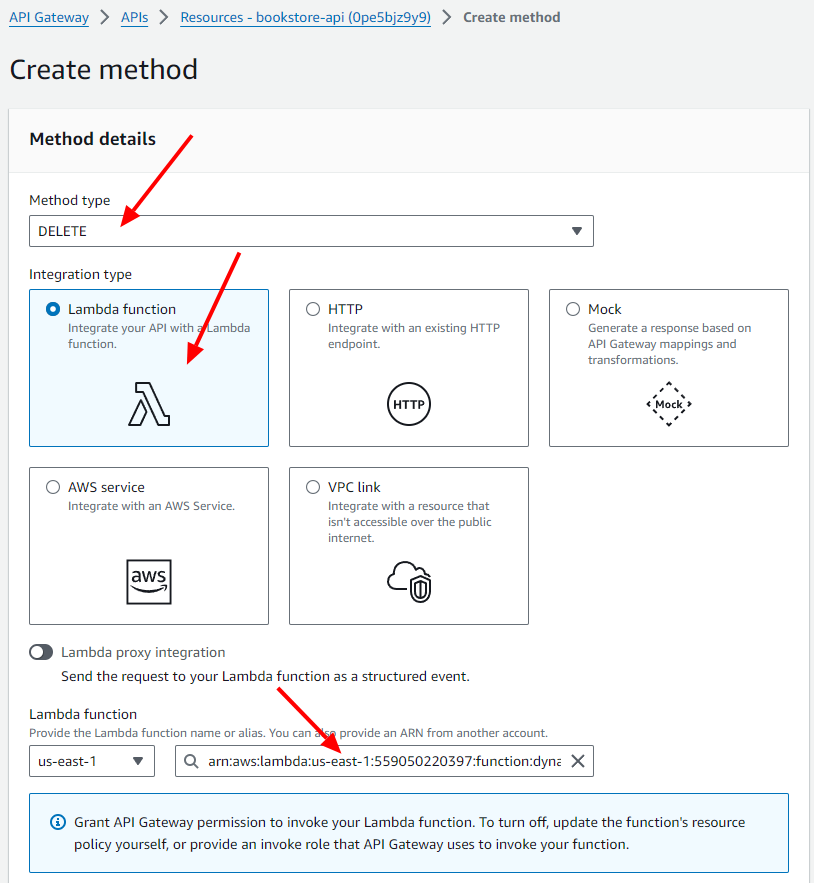 API Gateway > APIs > Resources - bookstore-api (0pe5bjz9y9) > Create method
Create method
Method details
Method type
DELETE
Integration type
Lambda function
Integrate your API with a Lambda
function.
HTTP
Integrate with an existing HTTP
endpoint.
HTTP
Mock
Generate a response based on
API Gateway mappings and
transformations.
Mock
AWS service
Integrate with an AWS Service.
aws
VPC link
Integrate with a resource that
isn't accessible over the public
internet.
Lambda proxy integration
Send the request to your Lambda function as a structured event.
Lambda function
Provide the Lambda function name or alias. You can also provide an ARN from another account.
us-east-1
arn:aws:lambda:us-east-1:559050220397:function:dyna
Grant API Gateway permission to invoke your Lambda function. To turn off, update the function's resource
policy yourself, or provide an invoke role that API Gateway uses to invoke your function.